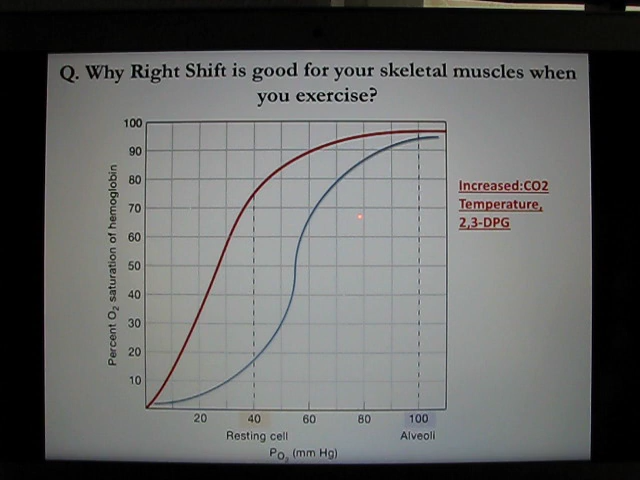 Q. Why Right Shift is good for your skeletal muscles when
you exercise?
100
90
80
70
60
50
40
30
20
10
Percent O₂ saturation of hemoglobin
Increased:CO2
Temperature,
2,3-DPG
20 40 60 80 100
Resting cell Alveoli
PO₂ (mm Hg)